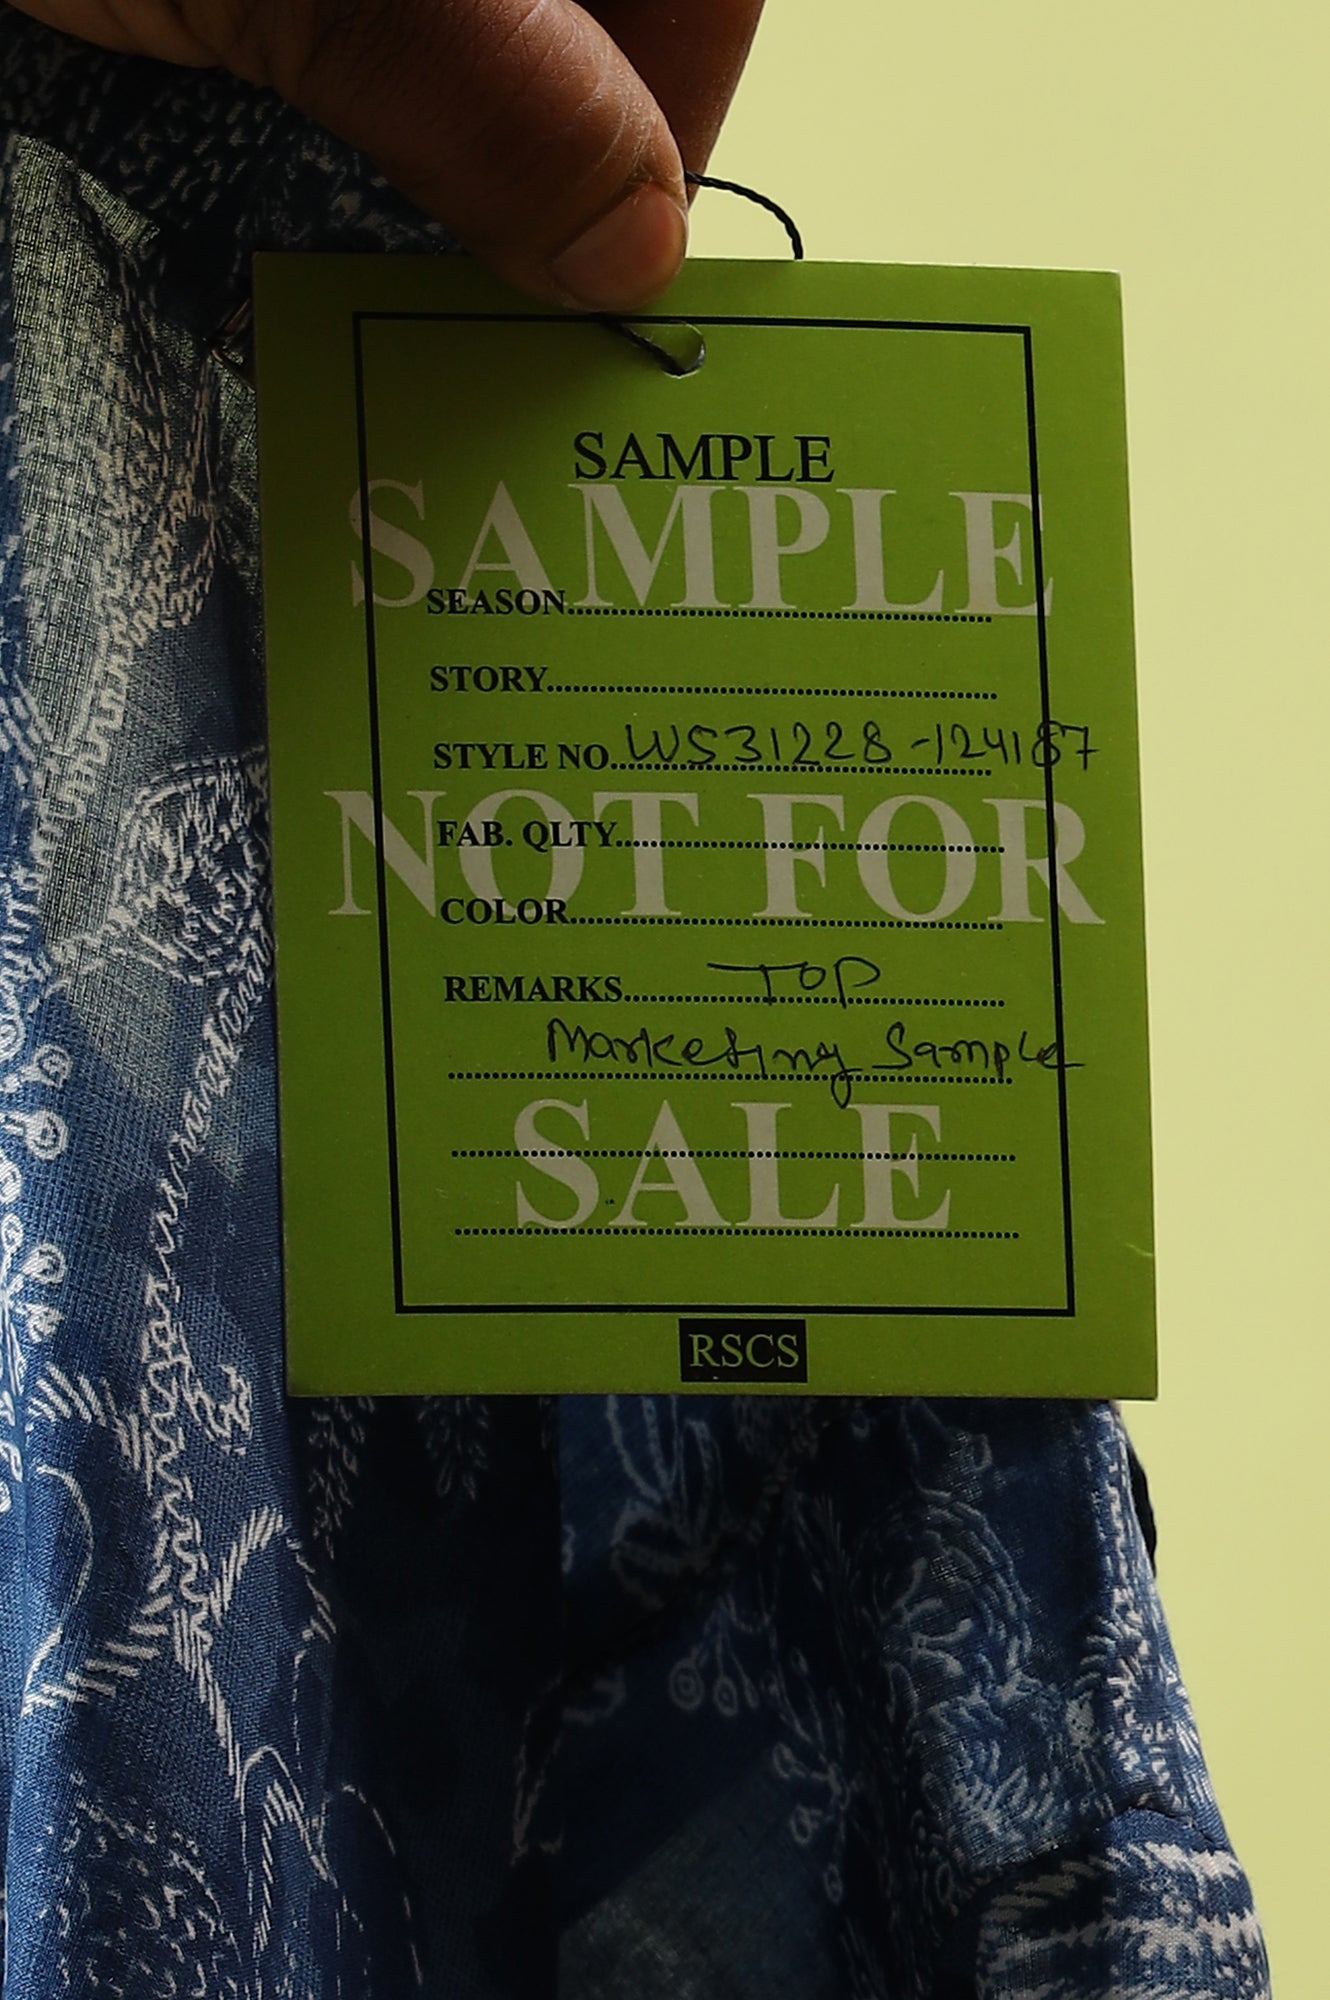 SAMPLE
SAMPLE
SEASON
STORY
STYLE NO. WS31228-124187
NOT FOR
FAB. QLTY
COLOR
REMARKS TOP
Marketing Sample
SALE
RSCS